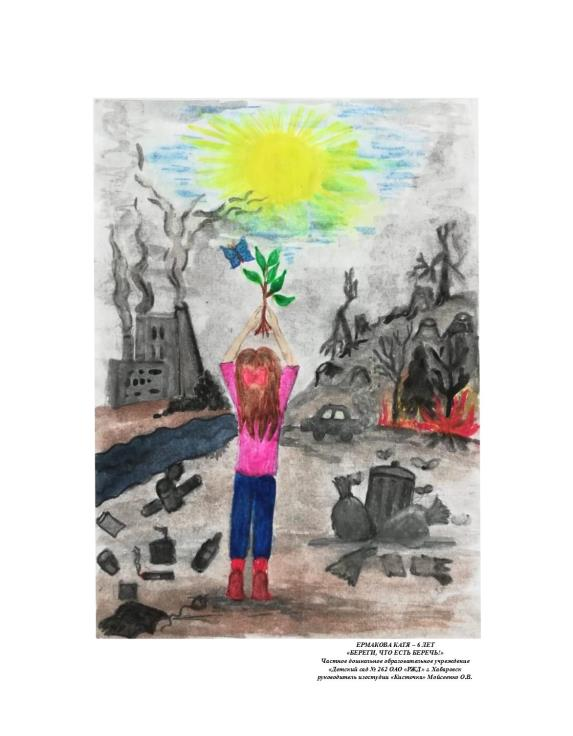 ЕРМАКОВА КАТЯ – 6 ЛЕТ
«БЕРЕГИ, ЧТО ЕСТЬ БЕРЕЧЬ!»
Частное дошкольное образовательное учреждение
«Детский сад № 262 ОАО «РЖД» г. Хабаровск
руководитель изостудии «Кисточка» Мойсеенко О.В.